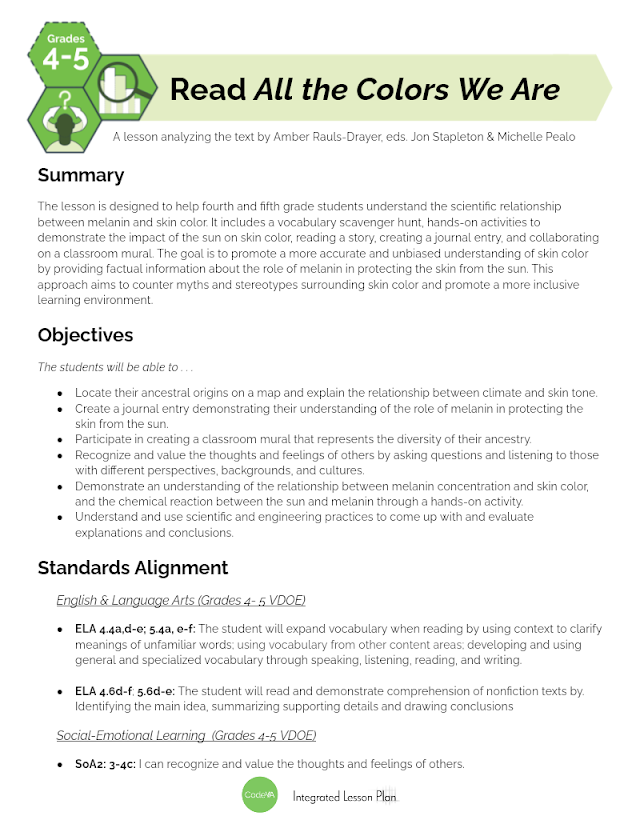 Grades
4-5
?
Read All the Colors We Are
A lesson analyzing the text by Amber Rauls-Drayer, eds. Jon Stapleton & Michelle Pealo
Summary
The lesson is designed to help fourth and fifth grade students understand the scientific relationship
between melanin and skin color. It includes a vocabulary scavenger hunt, hands-on activities to
demonstrate the impact of the sun on skin color, reading a story, creating a journal entry, and collaborating
on a classroom mural. The goal is to promote a more accurate and unbiased understanding of skin color
by providing factual information about the role of melanin in protecting the skin from the sun. This
approach aims to counter myths and stereotypes surrounding skin color and promote a more inclusive
learning environment.
Objectives
The students will be able to . . .
● Locate their ancestral origins on a map and explain the relationship between climate and skin tone.
● Create a journal entry demonstrating their understanding of the role of melanin in protecting the
skin from the sun.
● Participate in creating a classroom mural that represents the diversity of their ancestry.
● Recognize and value the thoughts and feelings of others by asking questions and listening to those
with different perspectives, backgrounds, and cultures.
● Demonstrate an understanding of the relationship between melanin concentration and skin color,
and the chemical reaction between the sun and melanin through a hands-on activity.
● Understand and use scientific and engineering practices to come up with and evaluate
explanations and conclusions.
Standards Alignment
English & Language Arts (Grades 4- 5 VDOE)
● ELA 4.4a,d-e; 5.4a, e-f: The student will expand vocabulary when reading by using context to clarify
meanings of unfamiliar words; using vocabulary from other content areas; developing and using
general and specialized vocabulary through speaking, listening, reading, and writing.
● ELA 4.6d-f; 5.6d-e: The student will read and demonstrate comprehension of nonfiction texts by.
Identifying the main idea, summarizing supporting details and drawing conclusions
Social-Emotional Learning (Grades 4-5 VDOE)
● SoA2: 3-4c: I can recognize and value the thoughts and feelings of others.
CodeVA
Integrated Lesson Plan